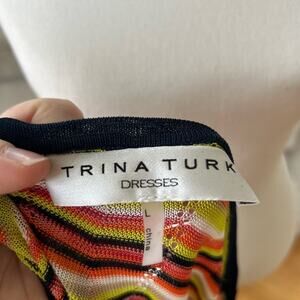 TRINA TURK
DRESSES
L
china